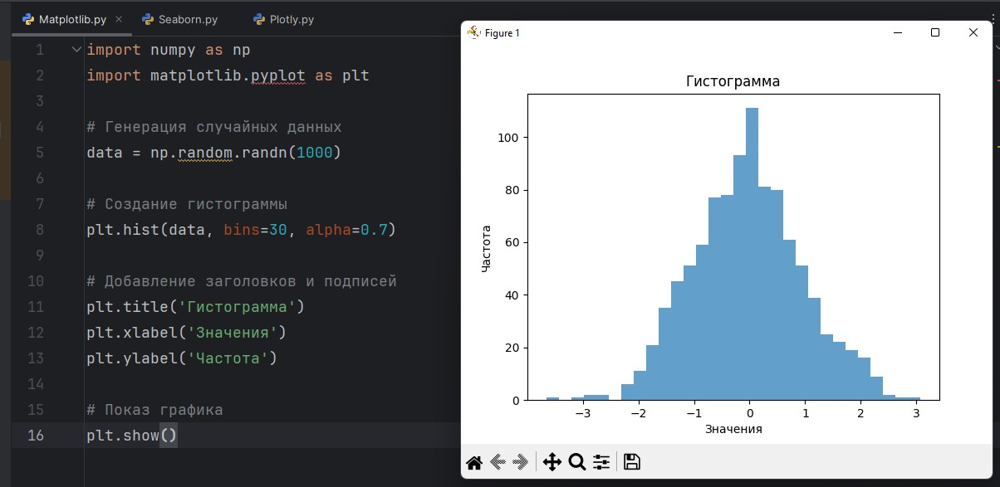 Matplotlib.py
Seaborn.py
Plotly.py
1 import numpy as np
2 import matplotlib.pyplot as plt
3
4 # Генерация случайных данных
5 data = np.random.randn(1000)
6
7 # Создание гистограммы
8 plt.hist(data, bins=30, alpha=0.7)
9
10 # Добавление заголовков и подписей
11 plt.title('Гистограмма')
12 plt.xlabel('Значения')
13 plt.ylabel('Частота')
14
15 # Показ графика
16 plt.show()
Figure 1
Гистограмма
100
80
60
40
20
0
Частота
−3 −2 −1 0 1 2 3
Значения